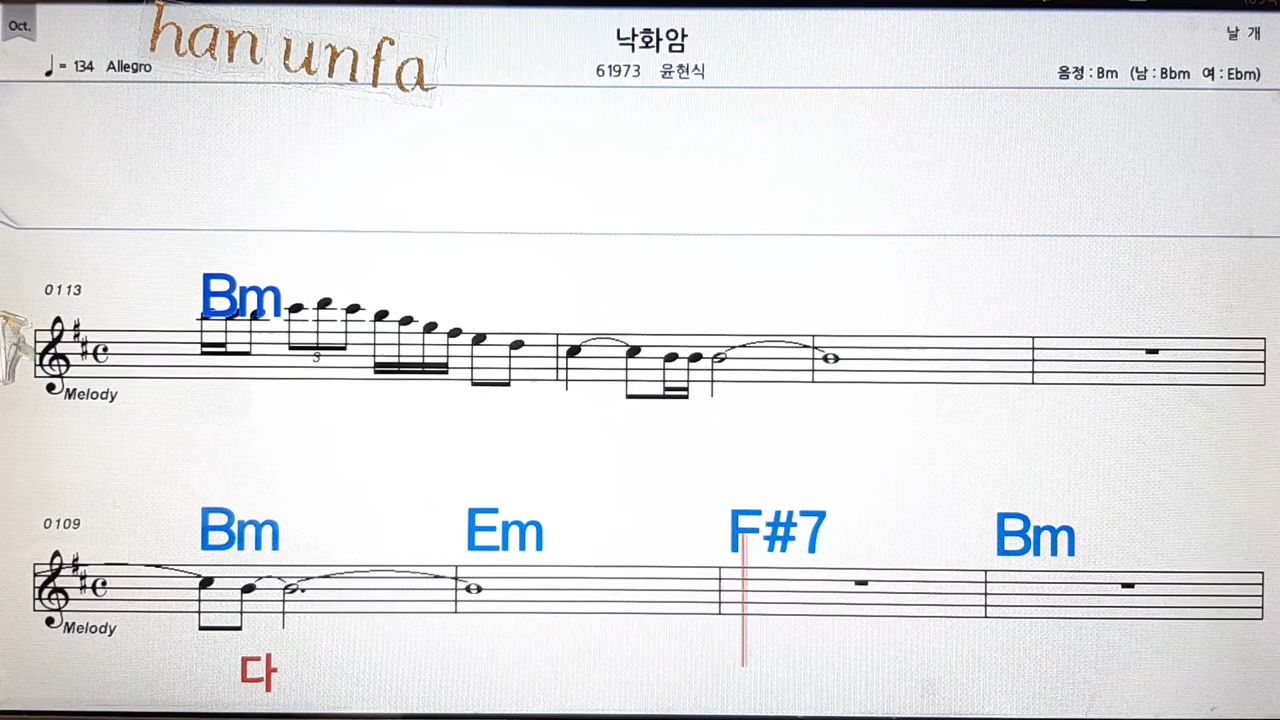 Oct.
han unfa
낙화암
날 개
♩= 134 Allegro
61973 윤현식
음정 : Bm (남 : Bbm 여 : Ebm)
0113
Bm
3
Melody
0109
Bm Em F#7 Bm
Melody
다